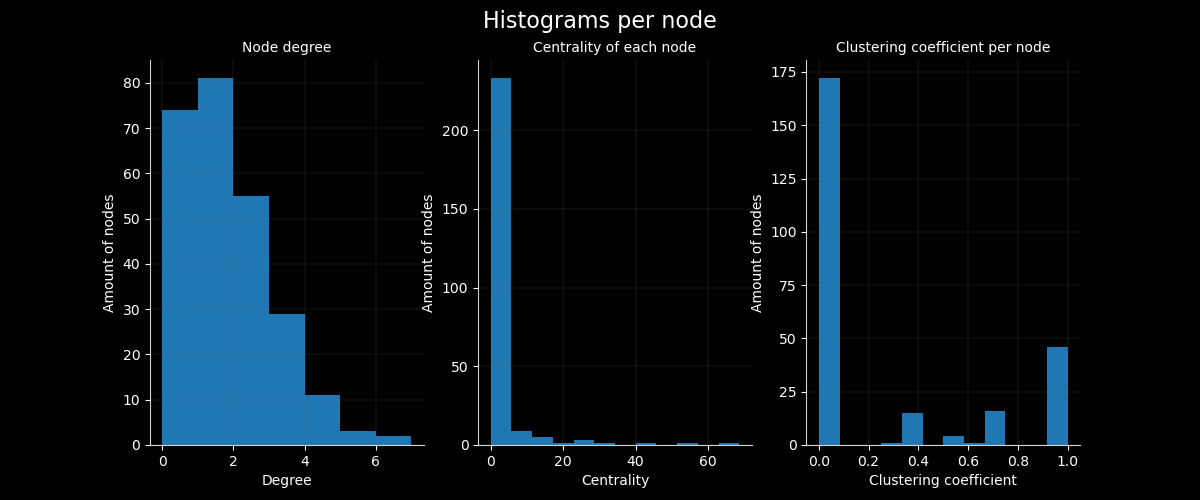 Histograms per node
Node degree
Centrality of each node
Clustering coefficient per node
Amount of nodes
80
70
60
50
40
30
20
10
0
0 2 4 6
Degree
Amount of nodes
200
150
100
50
0
0 20 40 60
Centrality
Amount of nodes
175
150
125
100
75
50
25
0
0.0 0.2 0.4 0.6 0.8 1.0
Clustering coefficient